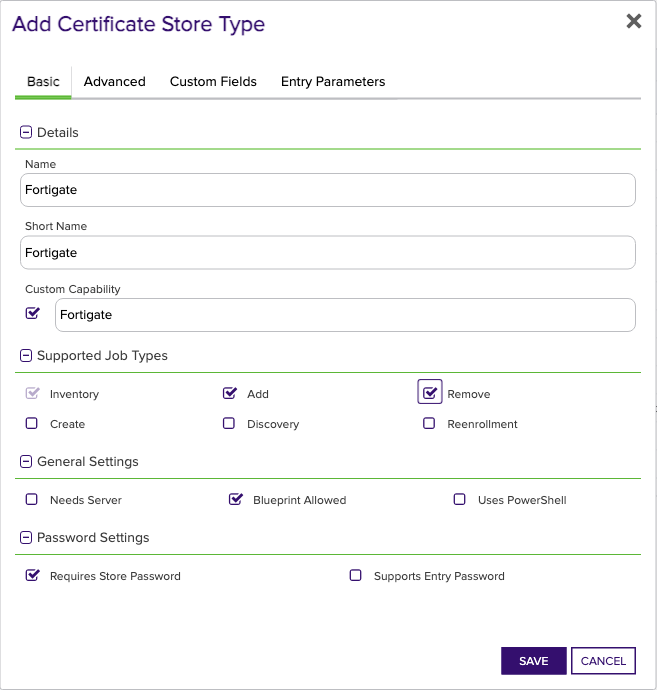 Add Certificate Store Type
Basic Advanced Custom Fields Entry Parameters
Details
Name
Fortigate
Short Name
Fortigate
Custom Capability
Fortigate
Supported Job Types
Inventory Add Remove
Create Discovery Reenrollment
General Settings
Needs Server Blueprint Allowed Uses PowerShell
Password Settings
Requires Store Password Supports Entry Password
SAVE CANCEL